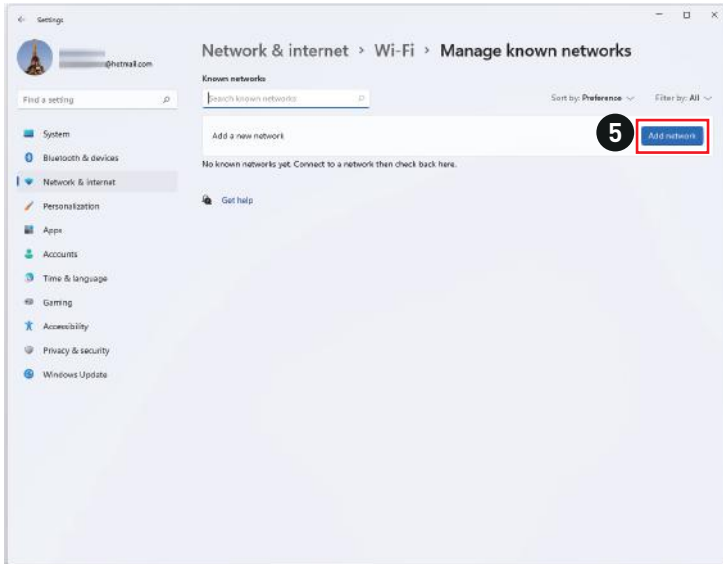 Settings
@hotmail.com
Network & internet > Wi-Fi > Manage known networks
Known networks
Find a setting
Search known networks
Sort by: Preference
Filter by: All
System
Add a new network
5
Add network
Bluetooth & devices
No known networks yet. Connect to a network then check back here.
Network & internet
Get help
Personalization
Apps
Accounts
Time & language
Gaming
Accessibility
Privacy & security
Windows Update